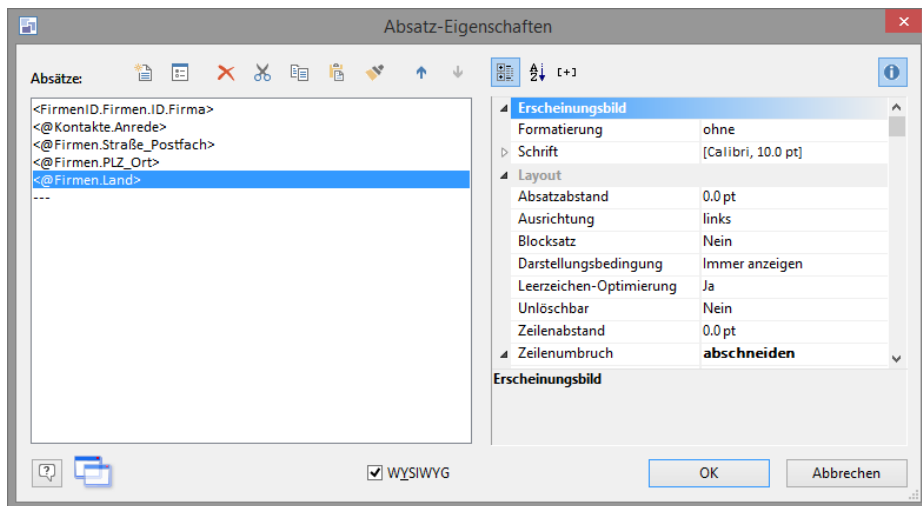 Absatz-Eigenschaften
Absätze:
<FirmenID.Firmen.ID.Firma>
<@Kontakte.Anrede>
<@Firmen.Straße_Postfach>
<@Firmen.PLZ_Ort>
<@Firmen.Land>
---
Erscheinungsbild
Formatierung ohne
Schrift [Calibri, 10.0 pt]
Layout
Absatzabstand 0.0 pt
Ausrichtung links
Blocksatz Nein
Darstellungsbedingung Immer anzeigen
Leerzeichen-Optimierung Ja
Unlöschbar Nein
Zeilenabstand 0.0 pt
Zeilenumbruch abschneiden
Erscheinungsbild
WYSIWYG
OK
Abbrechen